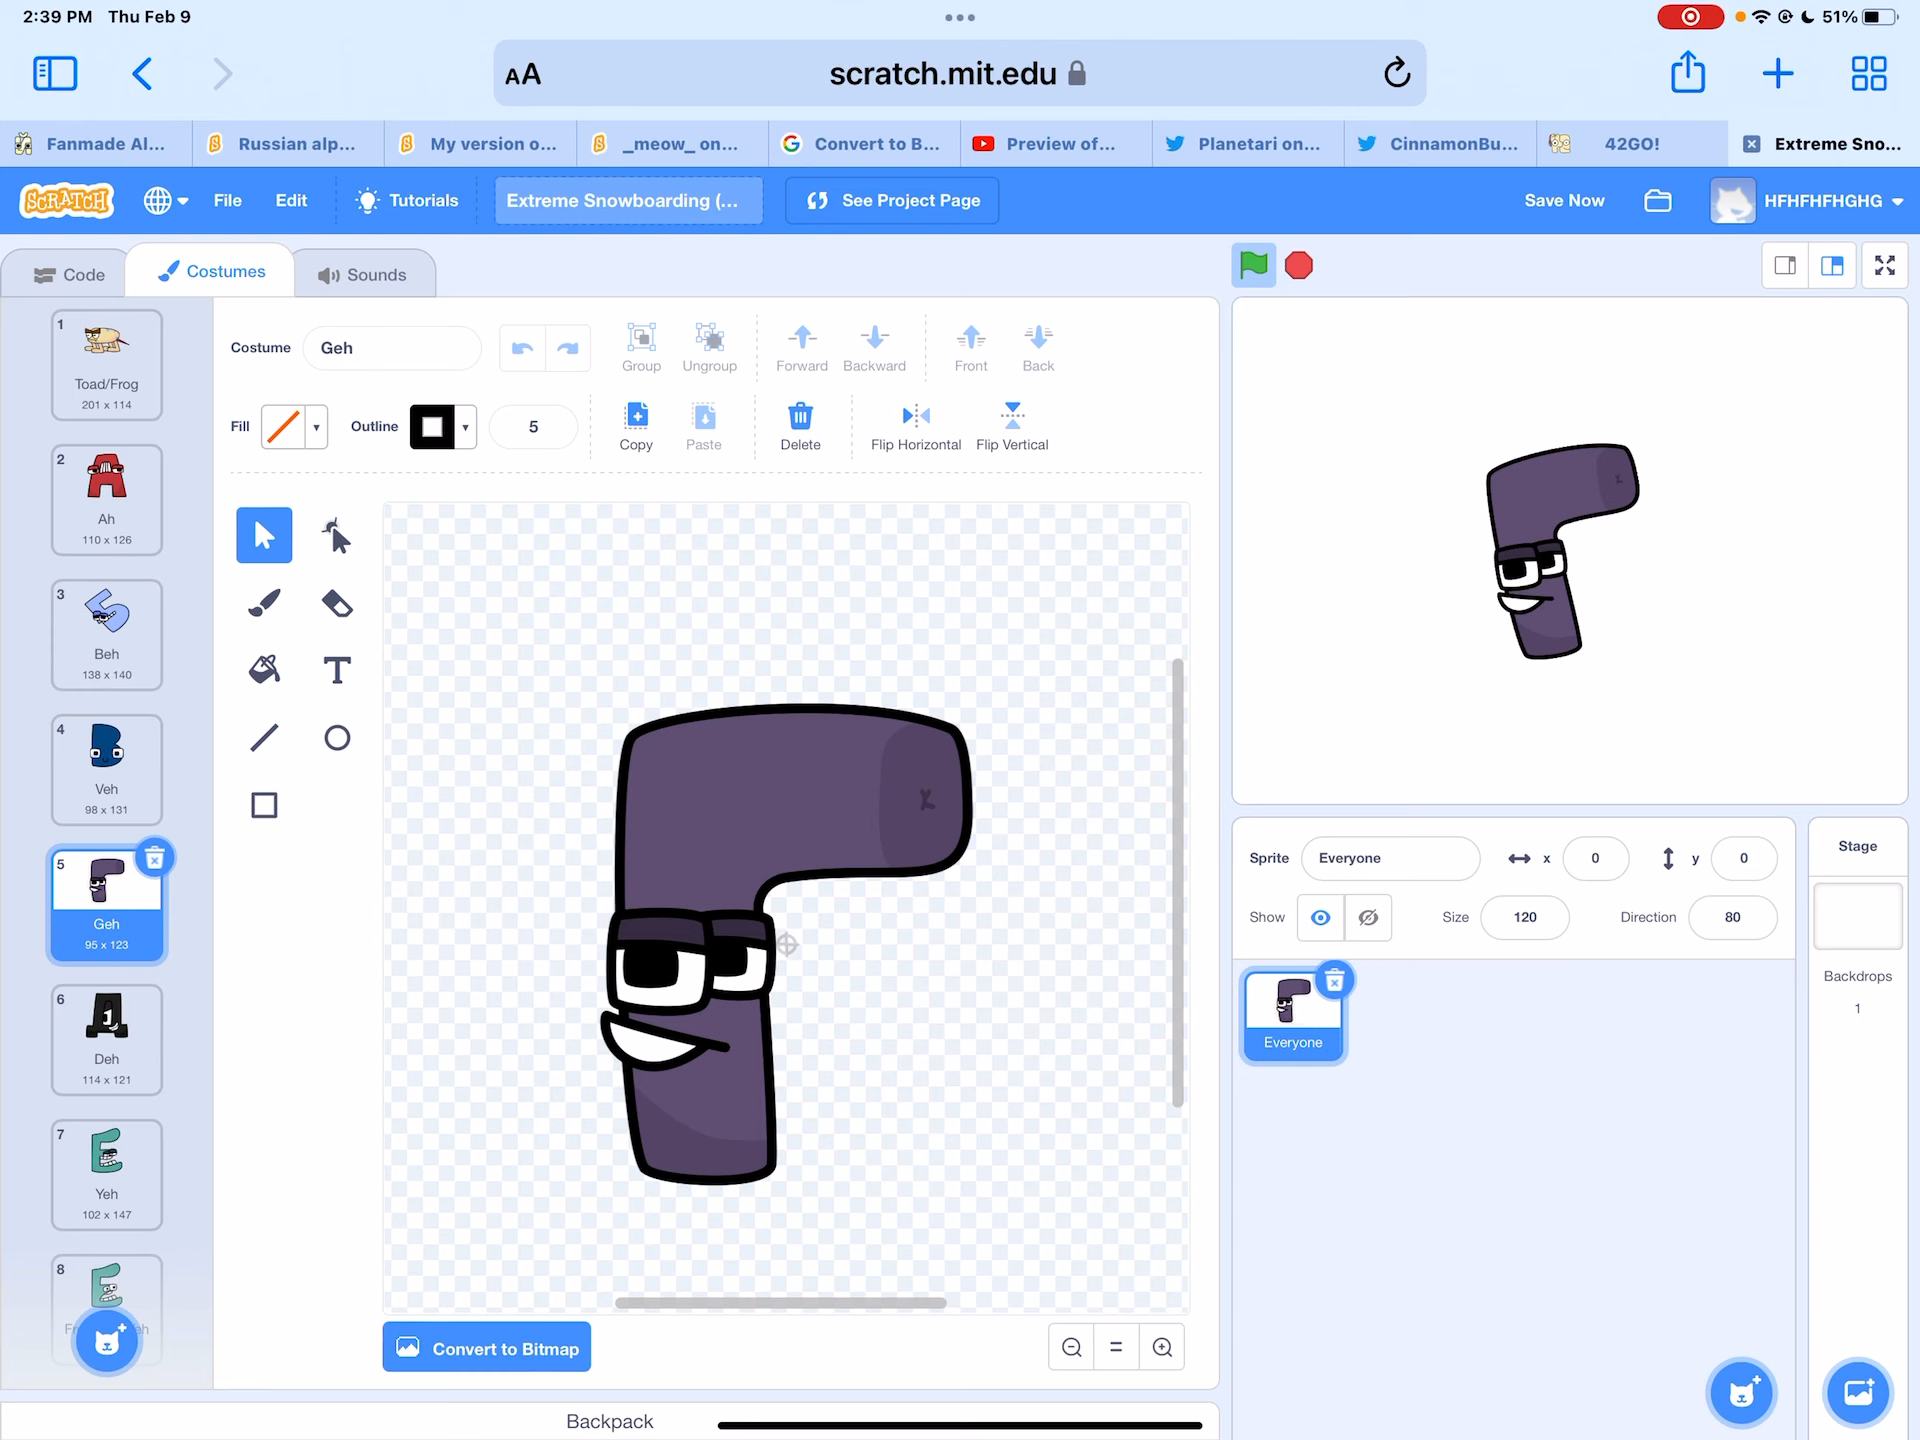 2:39 PM Thu Feb 9
51%
AA
scratch.mit.edu
Fanmade Al...
Russian alp...
My version o...
_meow_ on...
Convert to B...
Preview of...
Planetari on...
CinnamonBu...
42GO!
Extreme Sno...
SCRATCH
File
Edit
Tutorials
Extreme Snowboarding (...
See Project Page
Save Now
HFHFHFHGHG
Code
Costumes
Sounds
1
Toad/Frog
201 x 114
2
Ah
110 x 126
3
Beh
138 x 140
4
Veh
98 x 131
5
Geh
95 x 123
6
Deh
114 x 121
7
Yeh
102 x 147
8
Costume
Geh
Group
Ungroup
Forward
Backward
Front
Back
Fill
Outline
5
Copy
Paste
Delete
Flip Horizontal
Flip Vertical
T
Convert to Bitmap
Backpack
Sprite
Everyone
x
0
y
0
Show
Size
120
Direction
80
Everyone
Stage
Backdrops
1